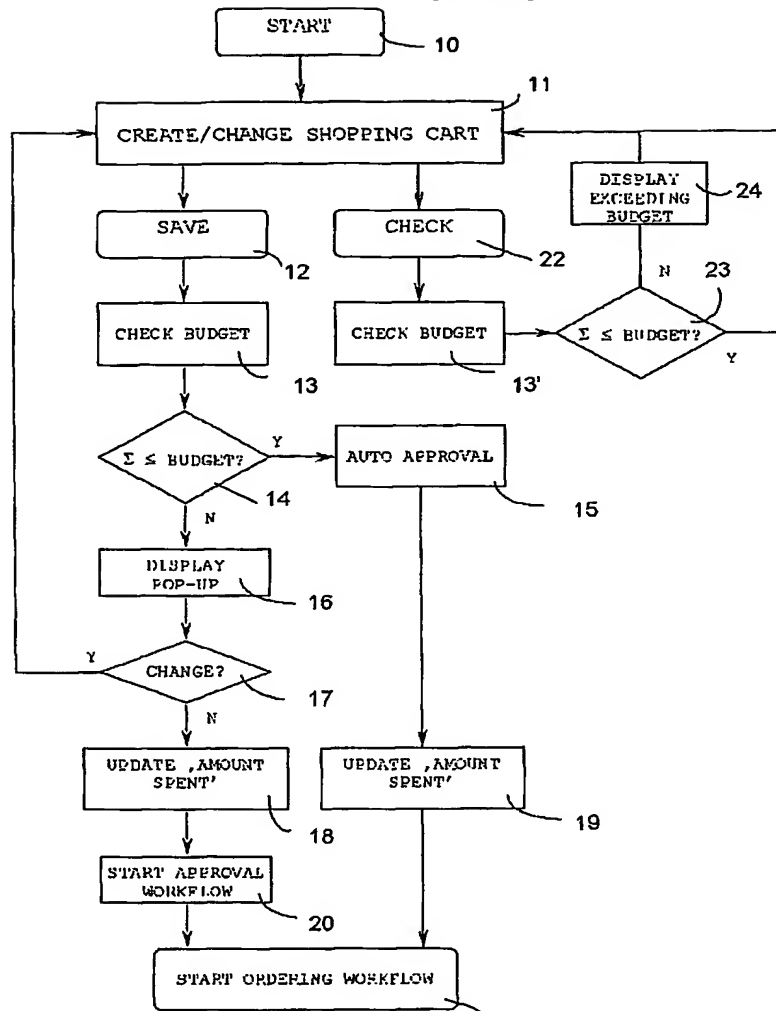 START
10
11
CREATE/CHANGE SHOPPING CART
DISPLAY
EXCEEDING
BUDGET
24
SAVE
12
CHECK
22
N
23
CHECK BUDGET
13
CHECK BUDGET
13'
Σ ≤ BUDGET?
Y
Σ ≤ BUDGET?
Y
14
N
AUTO APPROVAL
15
DISPLAY
POP-UP
16
Y
CHANGE?
17
N
UPDATE ‚AMOUNT
SPENT'
18
UPDATE ‚AMOUNT
SPENT'
19
START APPROVAL
WORKFLOW
20
START ORDERING WORKFLOW